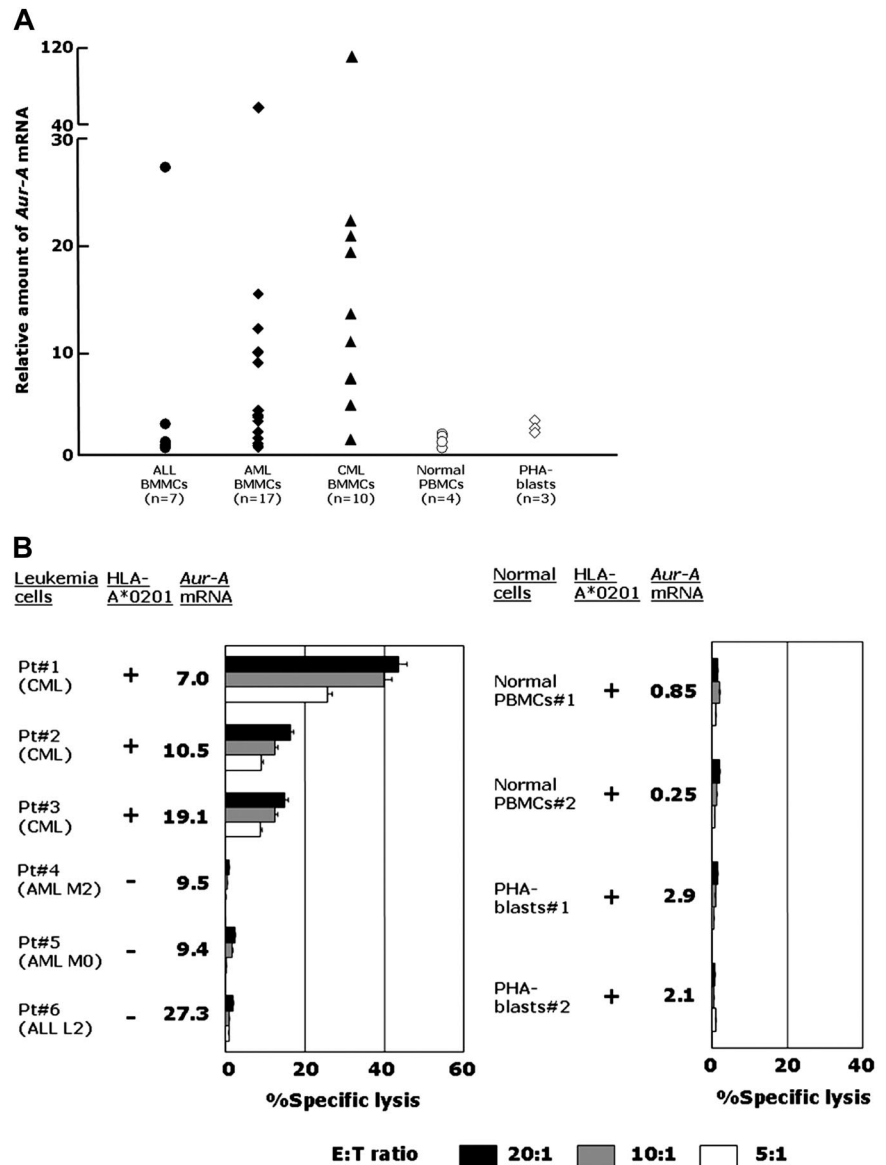 A
Relative amount of Aur-A mRNA
120
40
30
20
10
0
ALL BMMCs (n=7)
AML BMMCs (n=17)
CML BMMCs (n=10)
Normal PBMCs (n=4)
PHA-blasts (n=3)
B
Leukemia cells
HLA-A*0201
Aur-A mRNA
Pt#1 (CML) + 7.0
Pt#2 (CML) + 10.5
Pt#3 (CML) + 19.1
Pt#4 (AML M2) - 9.5
Pt#5 (AML M0) - 9.4
Pt#6 (ALL L2) - 27.3
0 20 40 60
%Specific lysis
Normal cells
HLA-A*0201
Aur-A mRNA
Normal PBMCs#1 + 0.85
Normal PBMCs#2 + 0.25
PHA-blasts#1 + 2.9
PHA-blasts#2 + 2.1
0 20 40
%Specific lysis
E:T ratio 20:1 10:1 5:1